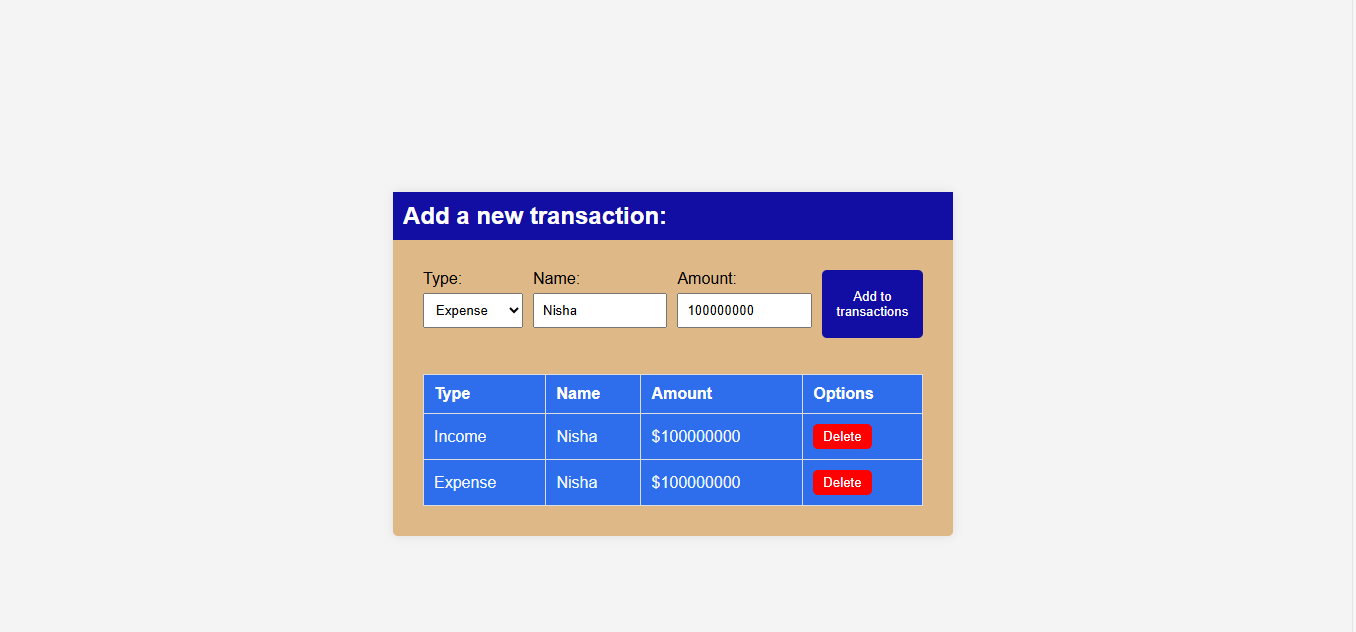 Add a new transaction:
Type: Name: Amount:
Expense Nisha 100000000 Add to
transactions
Type Name Amount Options
Income Nisha $100000000 Delete
Expense Nisha $100000000 Delete